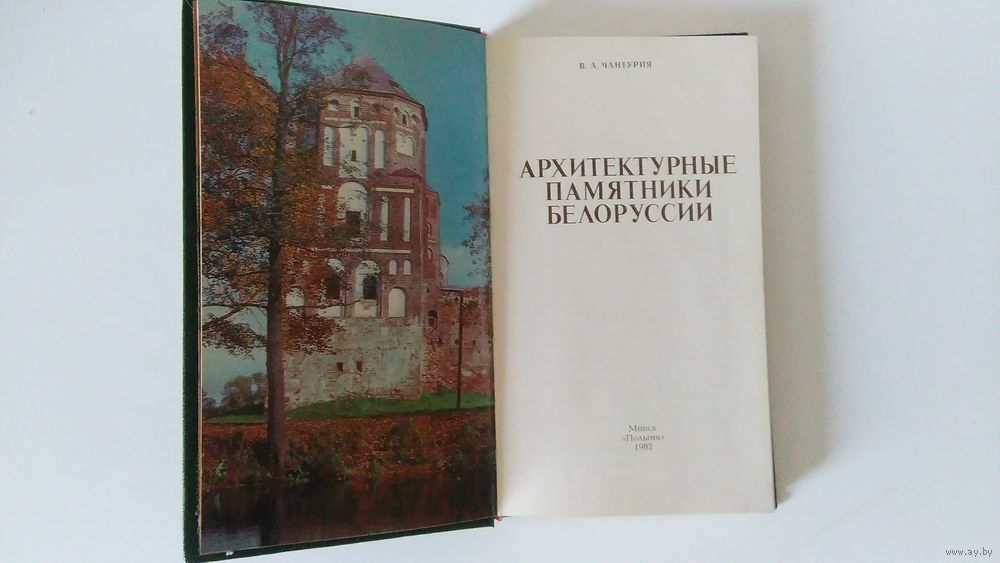 В. А. ЧАНТУРИЯ
АРХИТЕКТУРНЫЕ
ПАМЯТНИКИ
БЕЛОРУССИИ
Минск
«Полымя»
1982
www.ay.by